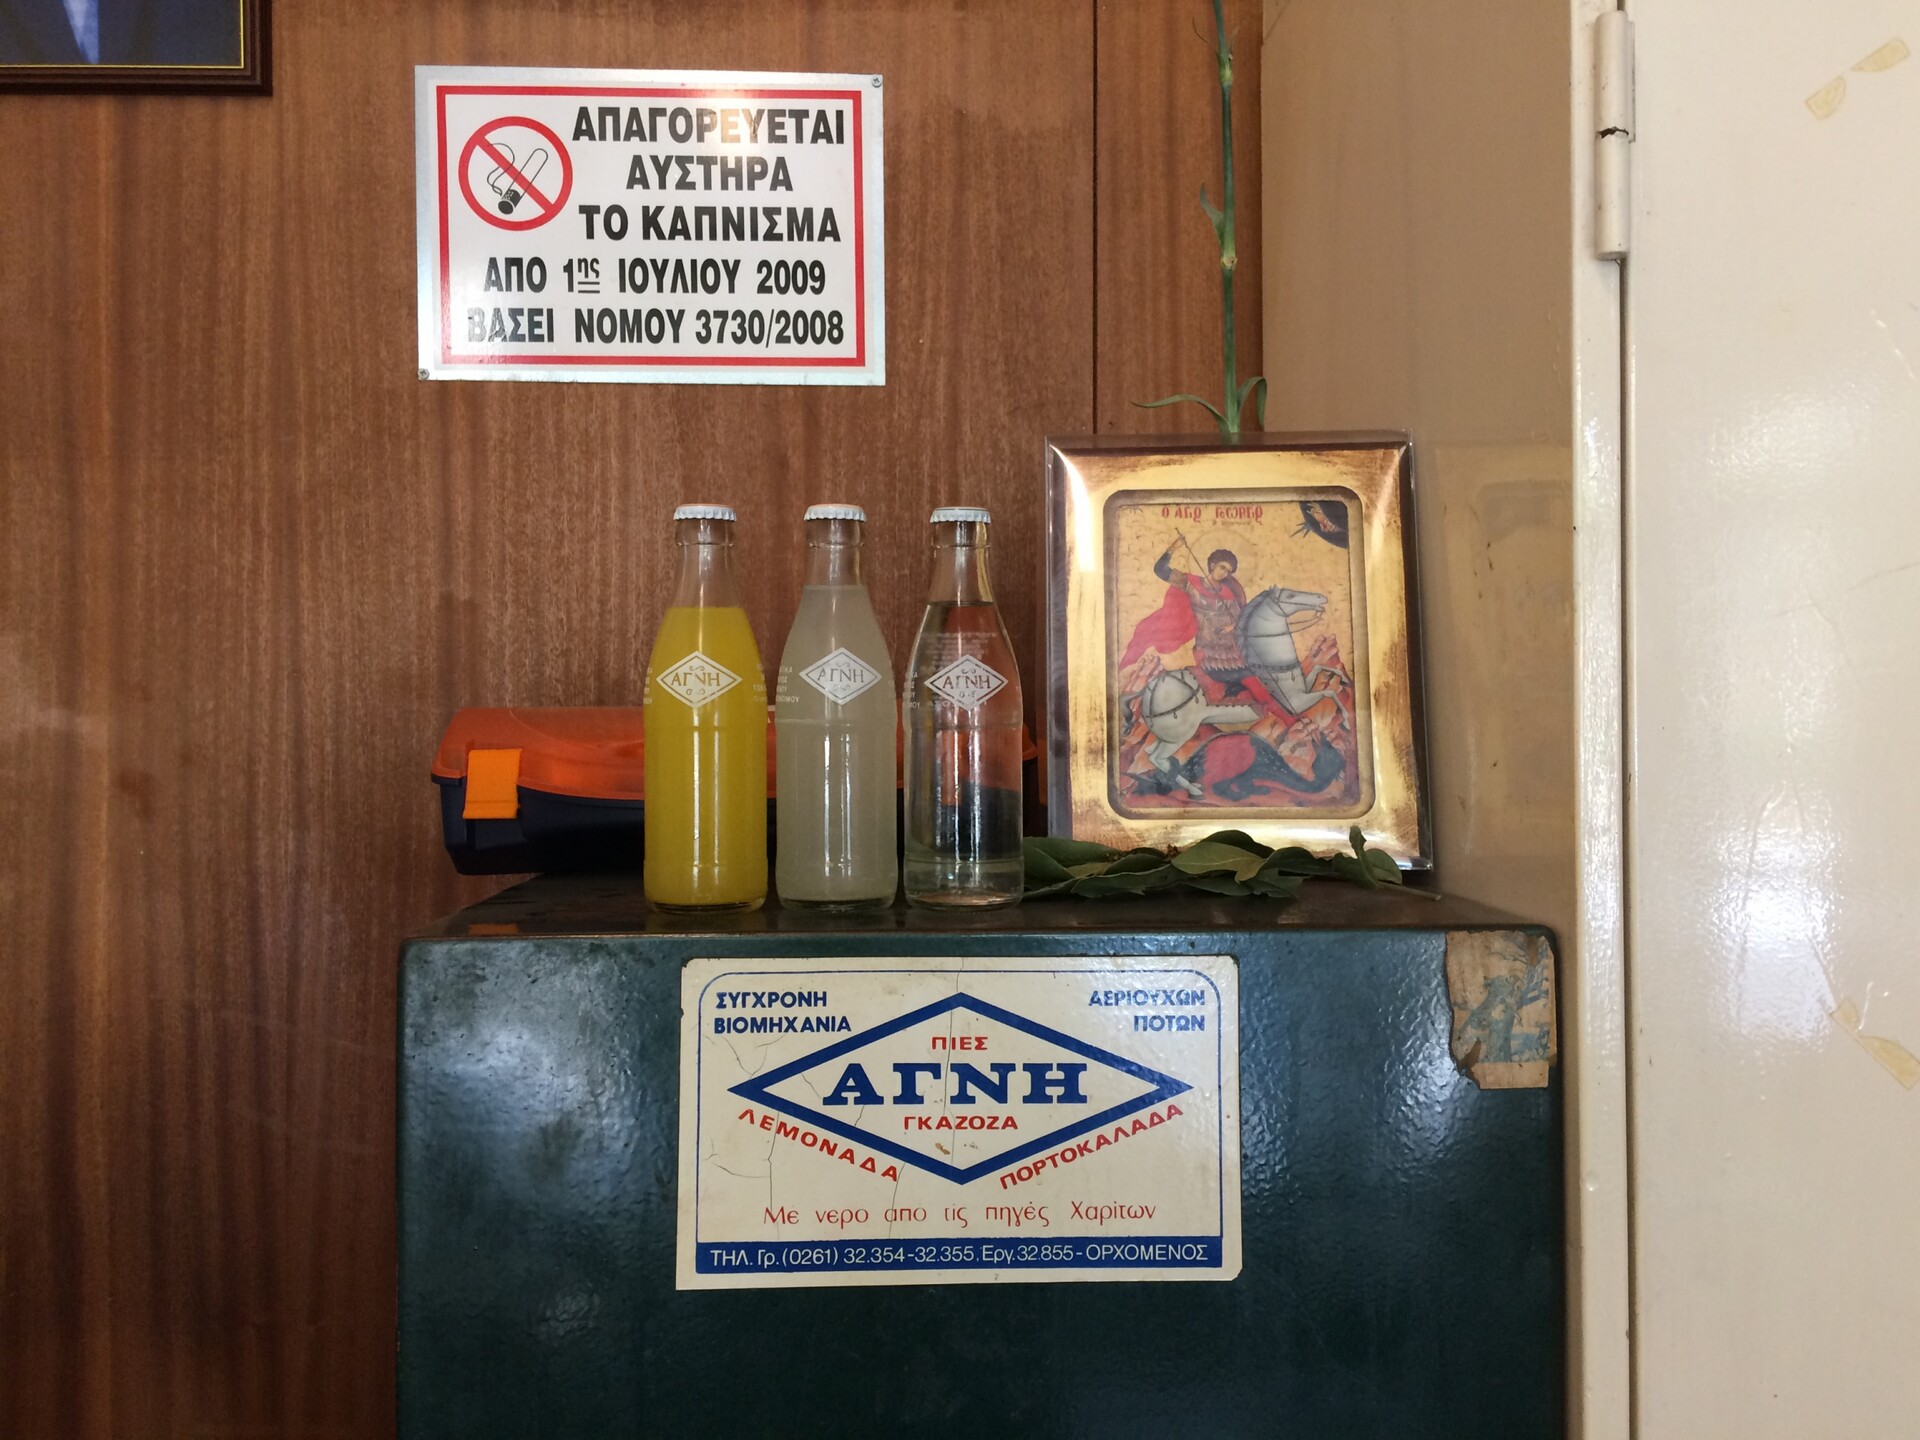 ΑΠΑΓΟΡΕΥΕΤΑΙ
ΑΥΣΤΗΡΑ
ΤΟ ΚΑΠΝΙΣΜΑ
ΑΠΟ 1ης ΙΟΥΛΙΟΥ 2009
ΒΑΣΕΙ ΝΟΜΟΥ 3730/2008
ΑΓΝΗ
ΑΓΝΗ
ΑΓΝΗ
ΣΥΓΧΡΟΝΗ
ΒΙΟΜΗΧΑΝΙΑ
ΑΕΡΙΟΥΧΩΝ
ΠΟΤΩΝ
ΠΙΕΣ
ΑΓΝΗ
ΓΚΑΖΟΖΑ
ΛΕΜΟΝΑΔΑ
ΠΟΡΤΟΚΑΛΑΔΑ
Με νερο απο τις πηγές Χαρίτων
ΤΗΛ. Γρ. (0261) 32.354-32.355, Εργ. 32.855 - ΟΡΧΟΜΕΝΟΣ